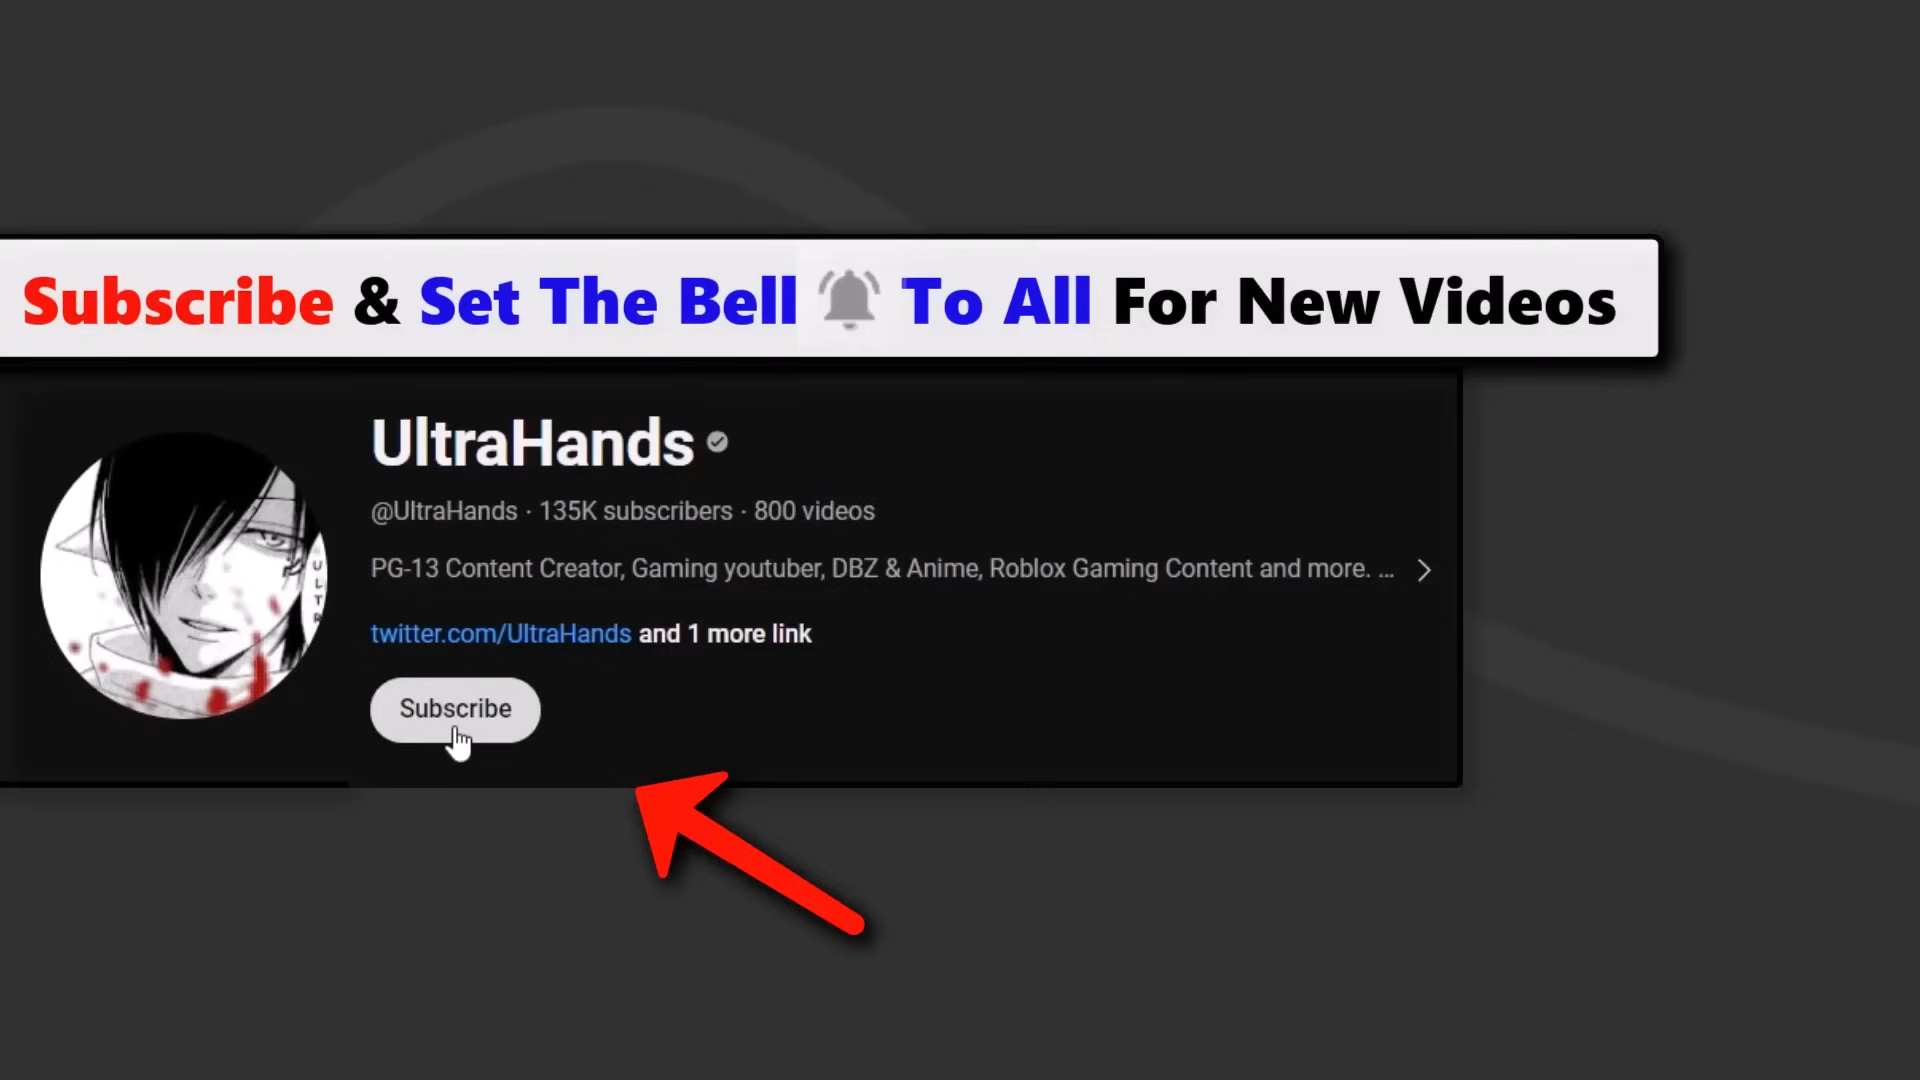 Subscribe & Set The Bell To All For New Videos
UltraHands
@UltraHands · 135K subscribers · 800 videos
PG-13 Content Creator, Gaming youtuber, DBZ & Anime, Roblox Gaming Content and more. ...
twitter.com/UltraHands and 1 more link
Subscribe
ULTR